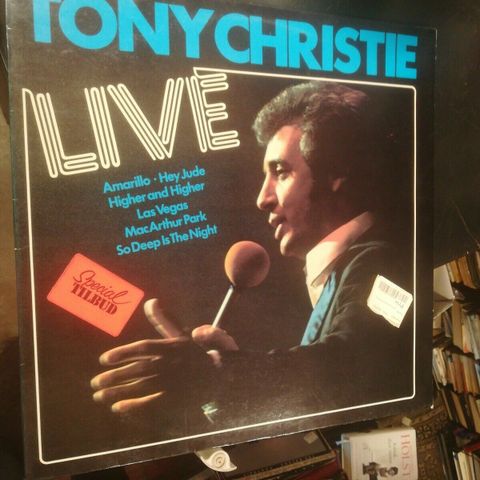 TONY CHRISTIE
LIVE
Amarillo · Hey Jude
Higher and Higher
Las Vegas
MacArthur Park
So Deep Is The Night
Special
TILBUD
HOLST